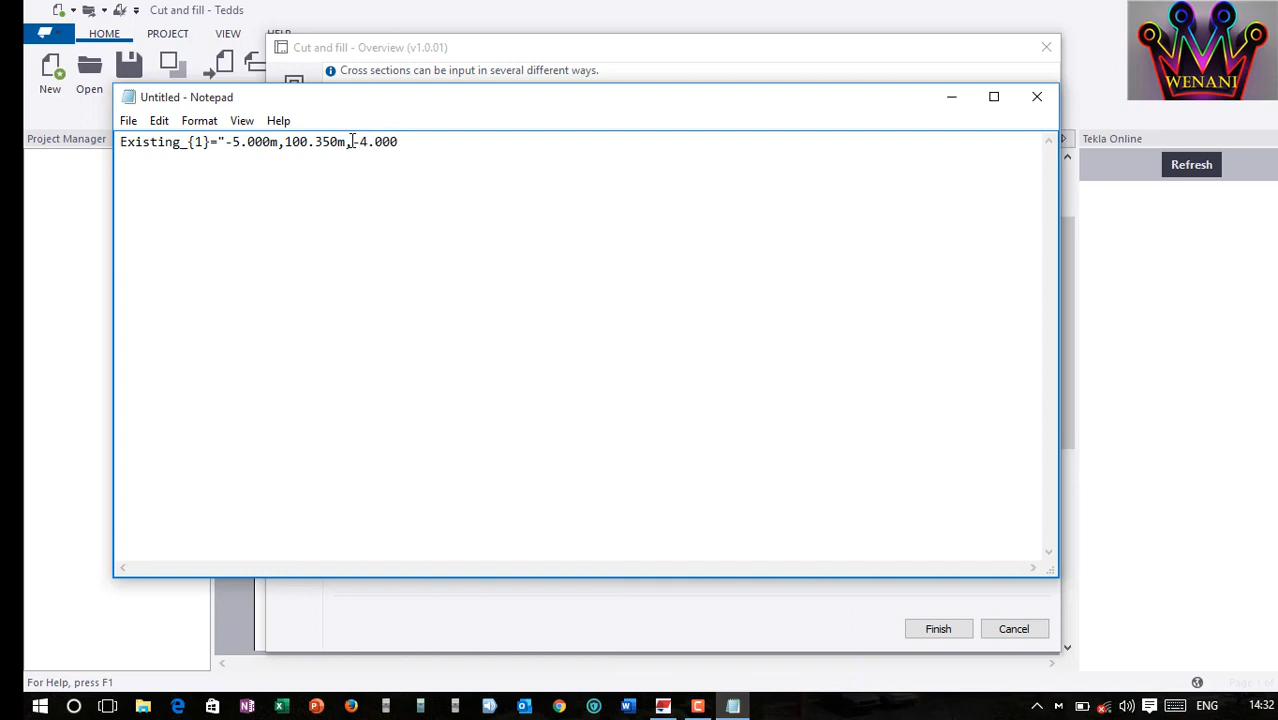 Cut and fill - Tedds
HOME
PROJECT
VIEW
HELP
New
Open
Cut and fill - Overview (v1.0.01)
Cross sections can be input in several different ways.
WENANI
Untitled - Notepad
File
Edit
Format
View
Help
Project Manager
Tekla Online
Refresh
Existing_{1}="-5.000m,100.350m,-4.000
Finish
Cancel
For Help, press F1
ENG
14:32